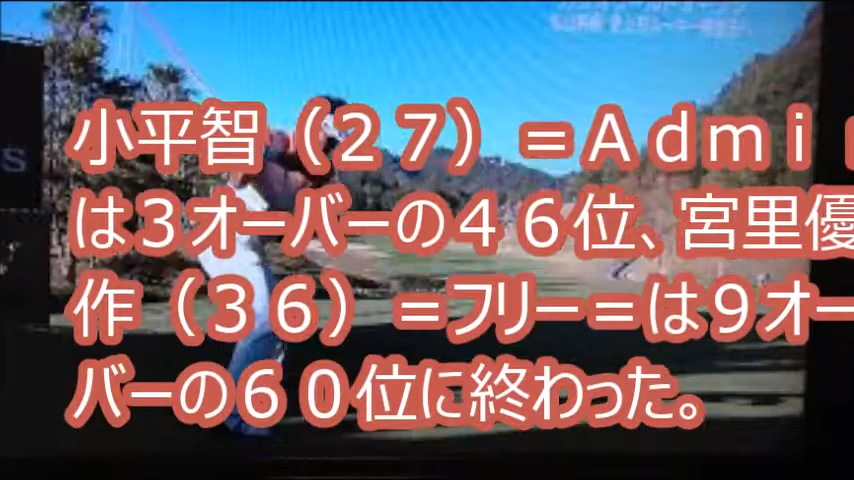 小平智（２７）＝Ａｄｍｉ
は３オーバーの４６位、宮里優
作（３６）＝フリー＝は９オー
バーの６０位に終わった。